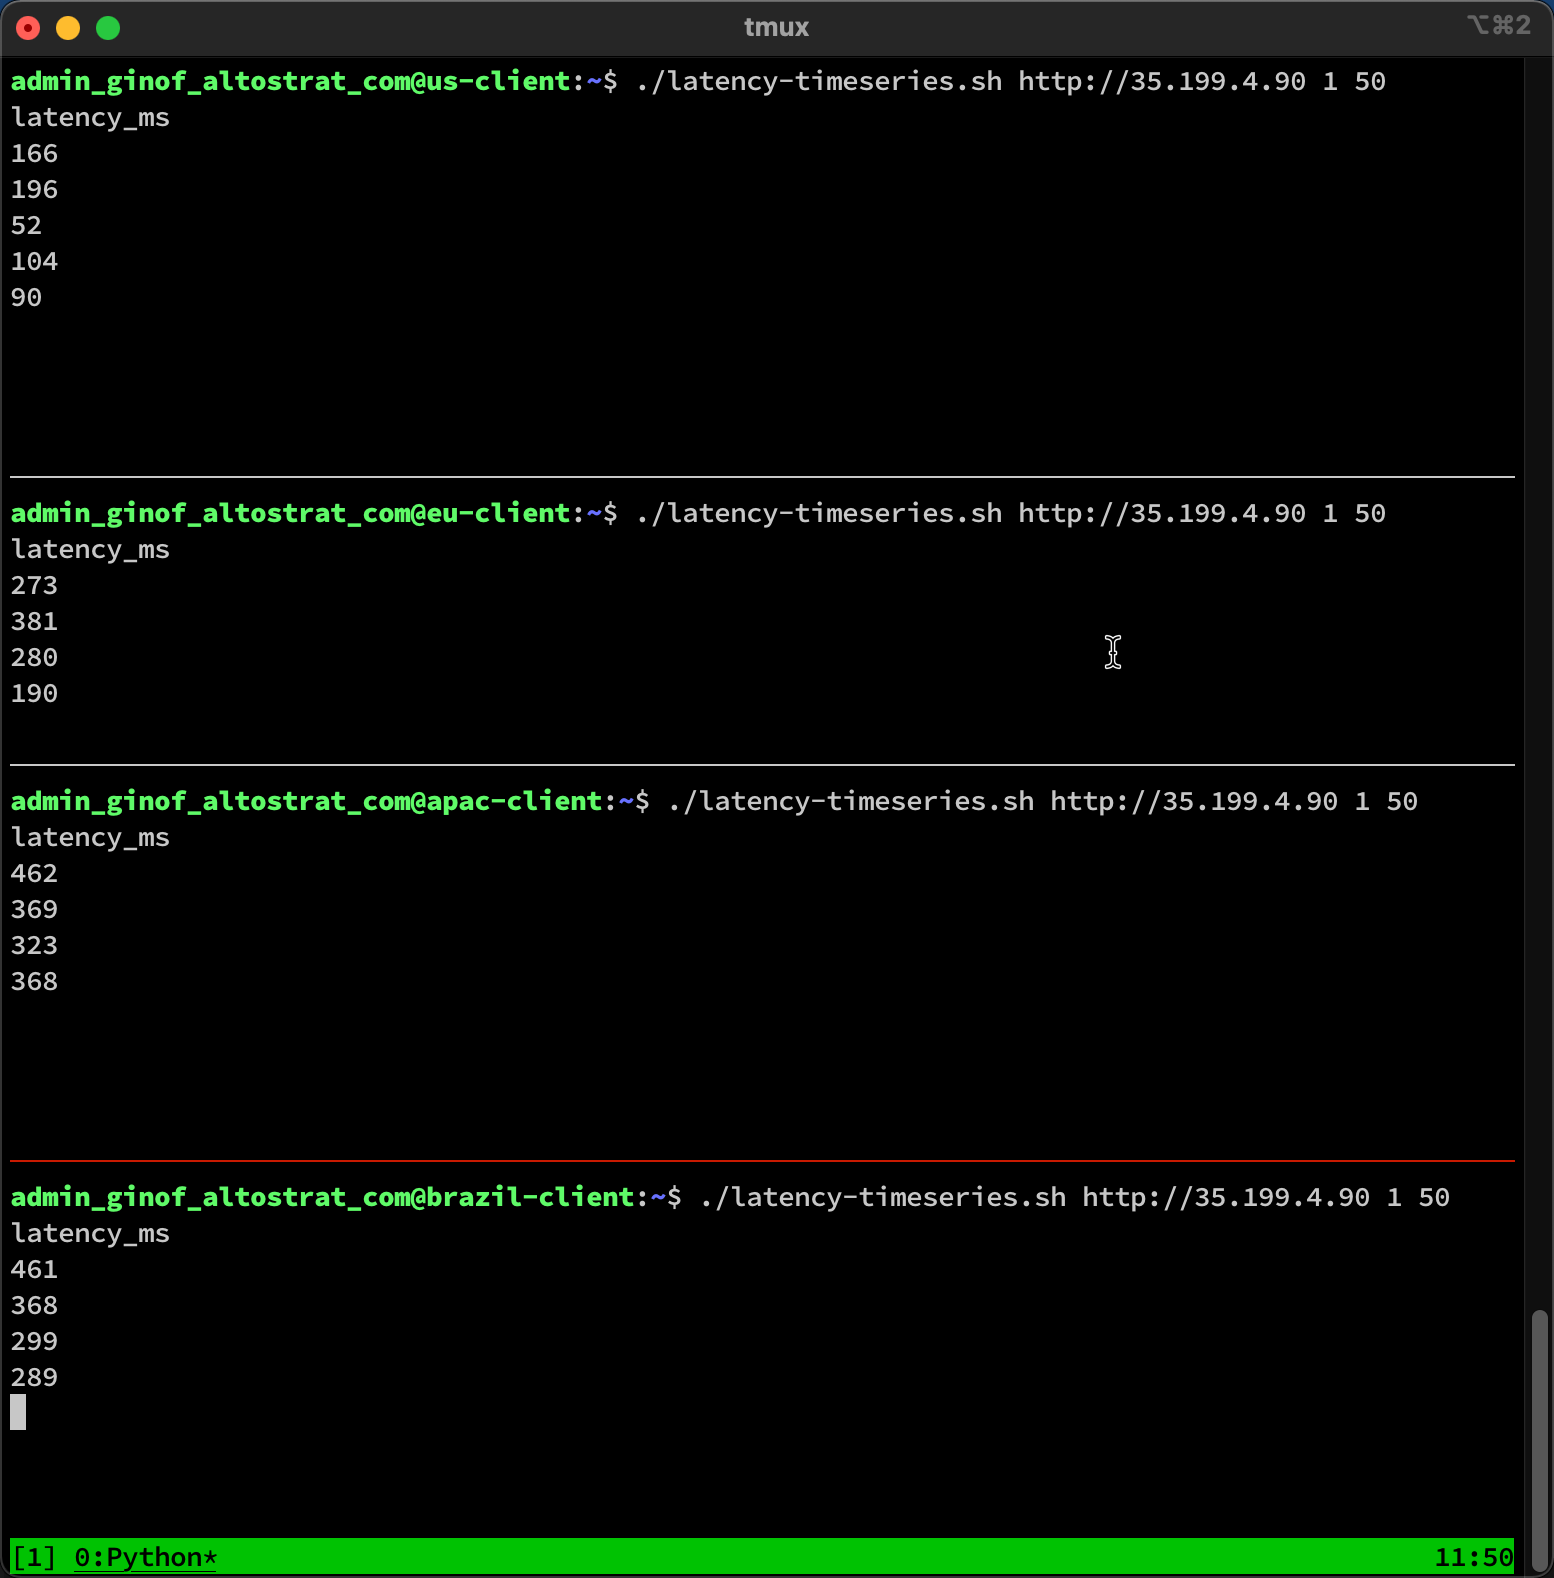 tmux
⌥⌘2
admin_ginof_altostrat_com@us-client:~$ ./latency-timeseries.sh http://35.199.4.90 1 50
latency_ms
166
196
52
104
90
admin_ginof_altostrat_com@eu-client:~$ ./latency-timeseries.sh http://35.199.4.90 1 50
latency_ms
273
381
280
190
admin_ginof_altostrat_com@apac-client:~$ ./latency-timeseries.sh http://35.199.4.90 1 50
latency_ms
462
369
323
368
admin_ginof_altostrat_com@brazil-client:~$ ./latency-timeseries.sh http://35.199.4.90 1 50
latency_ms
461
368
299
289
[1] 0:Python* 11:50